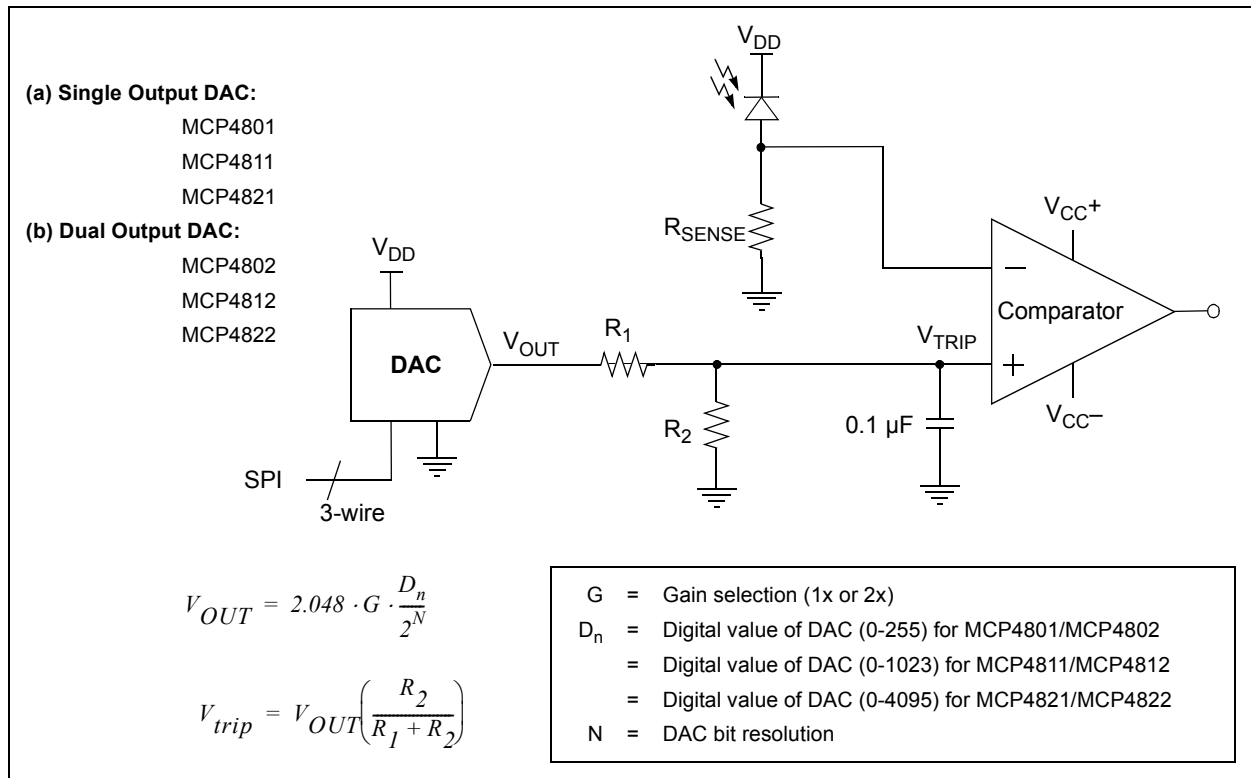 (a) Single Output DAC:
MCP4801
MCP4811
MCP4821
(b) Dual Output DAC:
MCP4802
MCP4812
MCP4822
V_DD
R_SENSE
V_CC+
−
Comparator
+
V_CC−
V_DD
DAC
V_OUT
R_1
V_TRIP
R_2
0.1 µF
SPI
3-wire
V_OUT = 2.048 · G · D_n / 2^N
V_trip = V_OUT (R_2 / (R_1 + R_2))
G = Gain selection (1x or 2x)
D_n = Digital value of DAC (0-255) for MCP4801/MCP4802
= Digital value of DAC (0-1023) for MCP4811/MCP4812
= Digital value of DAC (0-4095) for MCP4821/MCP4822
N = DAC bit resolution